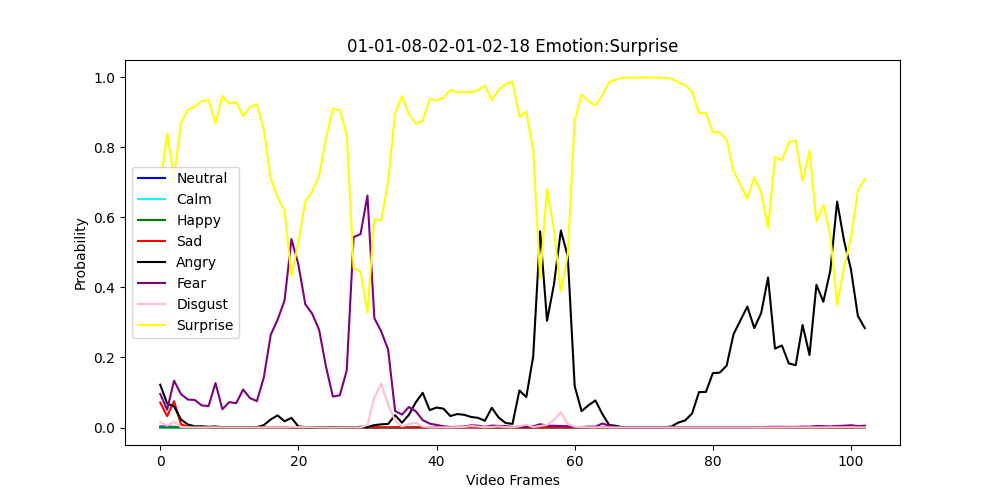 01-01-08-02-01-02-18 Emotion:Surprise
Probability
1.0
0.8
0.6
0.4
0.2
0.0
Neutral
Calm
Happy
Sad
Angry
Fear
Disgust
Surprise
0 20 40 60 80 100
Video Frames